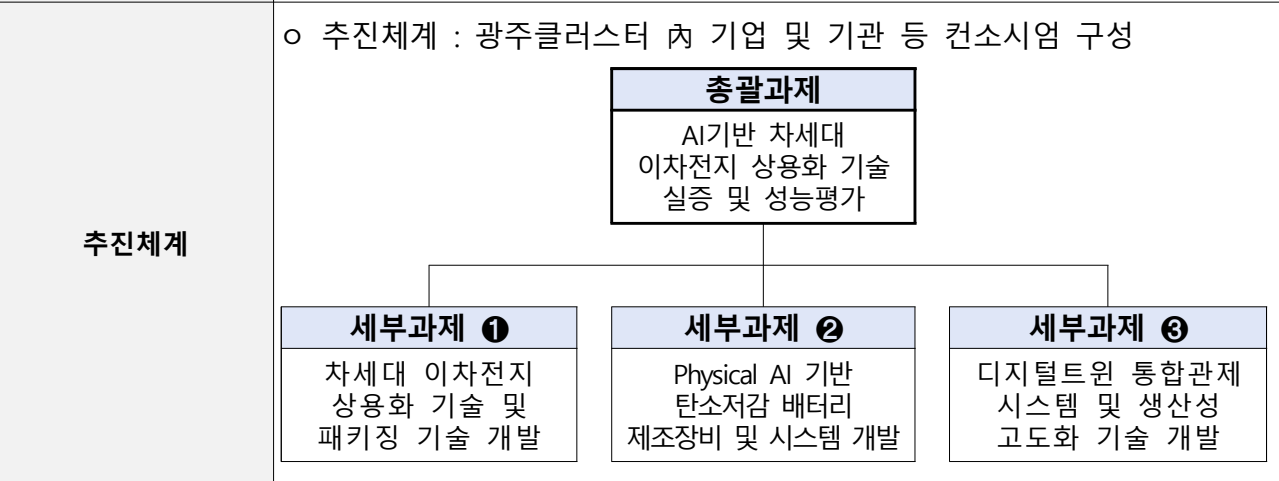 추진체계
ㅇ 추진체계 : 광주클러스터 內 기업 및 기관 등 컨소시엄 구성
총괄과제
AI기반 차세대
이차전지 상용화 기술
실증 및 성능평가
세부과제 ❶
차세대 이차전지
상용화 기술 및
패키징 기술 개발
세부과제 ❷
Physical AI 기반
탄소저감 배터리
제조장비 및 시스템 개발
세부과제 ❸
디지털트윈 통합관제
시스템 및 생산성
고도화 기술 개발